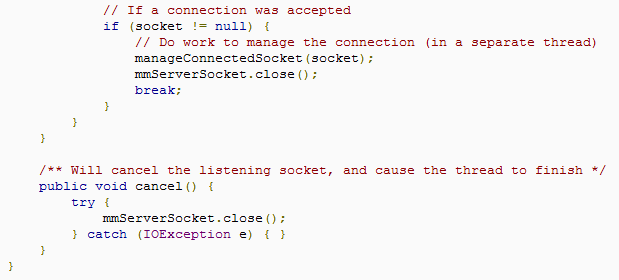 // If a connection was accepted
if (socket != null) {
// Do work to manage the connection (in a separate thread)
manageConnectedSocket(socket);
mmServerSocket.close();
break;
}
}
}
/** Will cancel the listening socket, and cause the thread to finish */
public void cancel() {
try {
mmServerSocket.close();
} catch (IOException e) { }
}
}